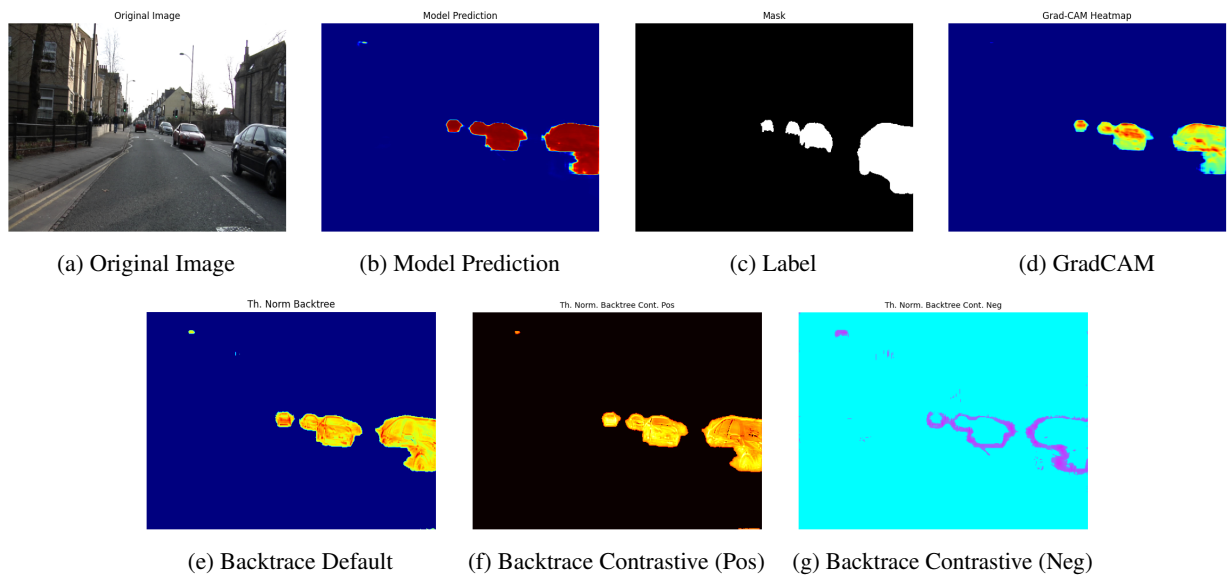 Original Image
Model Prediction
Mask
Grad-CAM Heatmap
(a) Original Image
(b) Model Prediction
(c) Label
(d) GradCAM
Th. Norm Backtree
Th. Norm. Backtree Cont. Pos
Th. Norm. Backtree Cont. Neg
(e) Backtrace Default
(f) Backtrace Contrastive (Pos)
(g) Backtrace Contrastive (Neg)